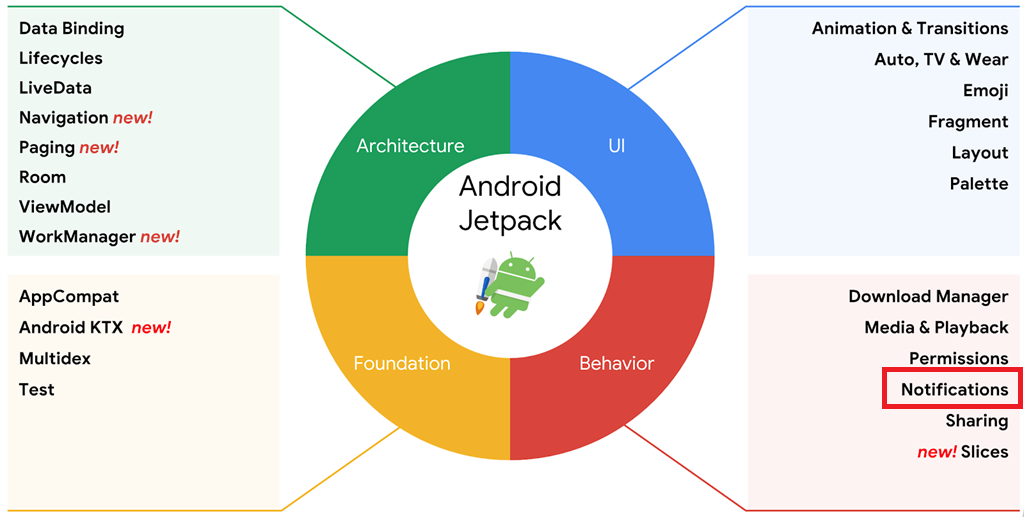 Data Binding
Lifecycles
LiveData
Navigation new!
Paging new!
Room
ViewModel
WorkManager new!
Animation & Transitions
Auto, TV & Wear
Emoji
Fragment
Layout
Palette
Architecture
UI
Android
Jetpack
Foundation
Behavior
AppCompat
Android KTX new!
Multidex
Test
Download Manager
Media & Playback
Permissions
Notifications
Sharing
new! Slices